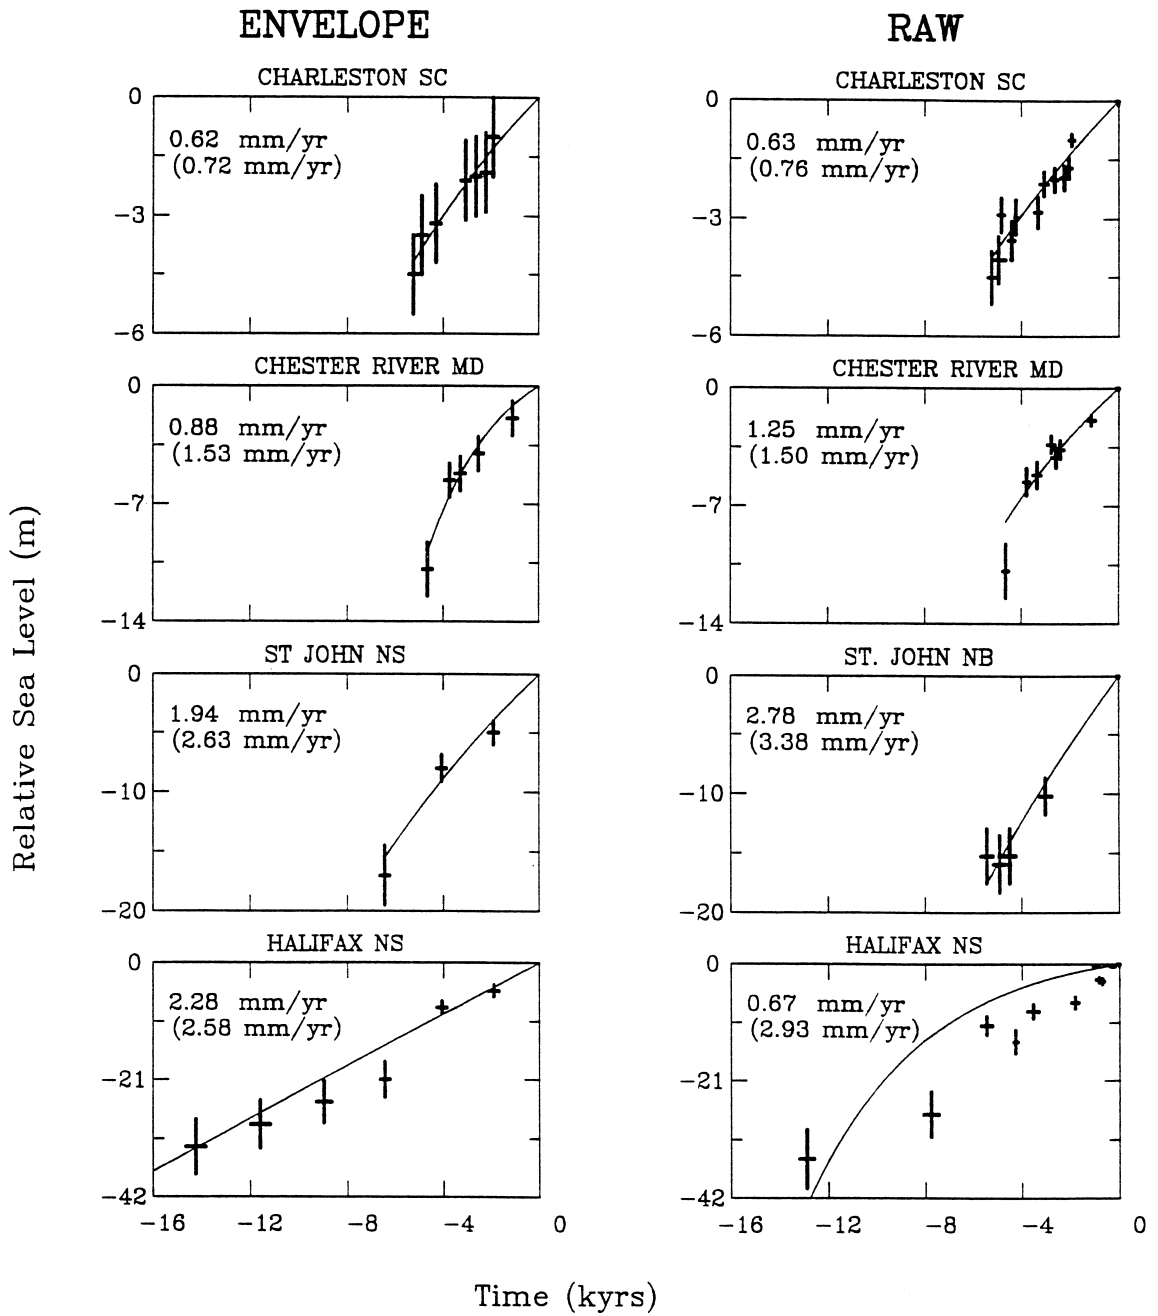 ENVELOPE RAW
CHARLESTON SC CHARLESTON SC
0 0
0.62 mm/yr 0.63 mm/yr
(0.72 mm/yr) (0.76 mm/yr)
-3 -3
-6 -6
CHESTER RIVER MD CHESTER RIVER MD
0 0
0.88 mm/yr 1.25 mm/yr
(1.53 mm/yr) (1.50 mm/yr)
-7 -7
-14 -14
ST JOHN NS ST. JOHN NB
0 0
1.94 mm/yr 2.78 mm/yr
(2.63 mm/yr) (3.38 mm/yr)
-10 -10
-20 -20
HALIFAX NS HALIFAX NS
0 0
2.28 mm/yr 0.67 mm/yr
(2.58 mm/yr) (2.93 mm/yr)
-21 -21
-42 -42
-16 -12 -8 -4 0 -16 -12 -8 -4 0
Relative Sea Level (m)
Time (kyrs)